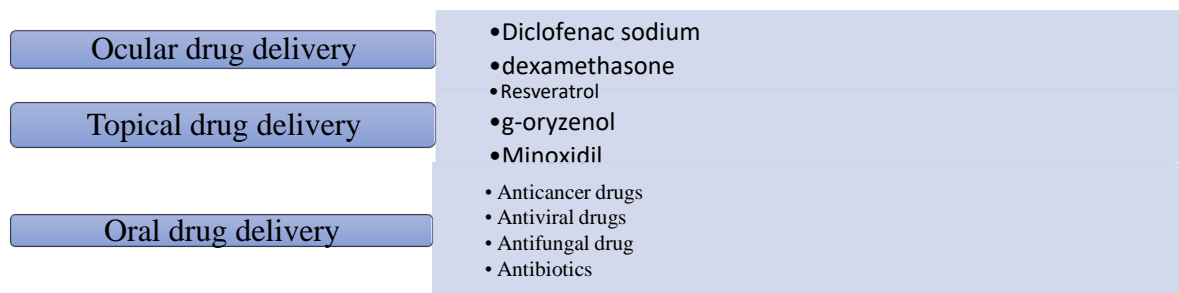 Ocular drug delivery
•Diclofenac sodium
•dexamethasone
Topical drug delivery
•Resveratrol
•g-oryzenol
•Minoxidil
Oral drug delivery
• Anticancer drugs
• Antiviral drugs
• Antifungal drug
• Antibiotics